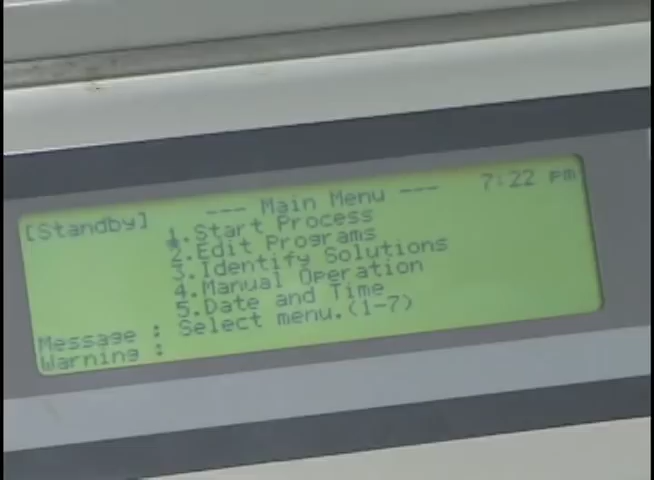 [Standby] --- Main Menu --- 7:22 pm
1.Start Process
2.Edit Programs
3.Identify Solutions
4.Manual Operation
5.Date and Time
Message : Select menu.(1-7)
Warning :